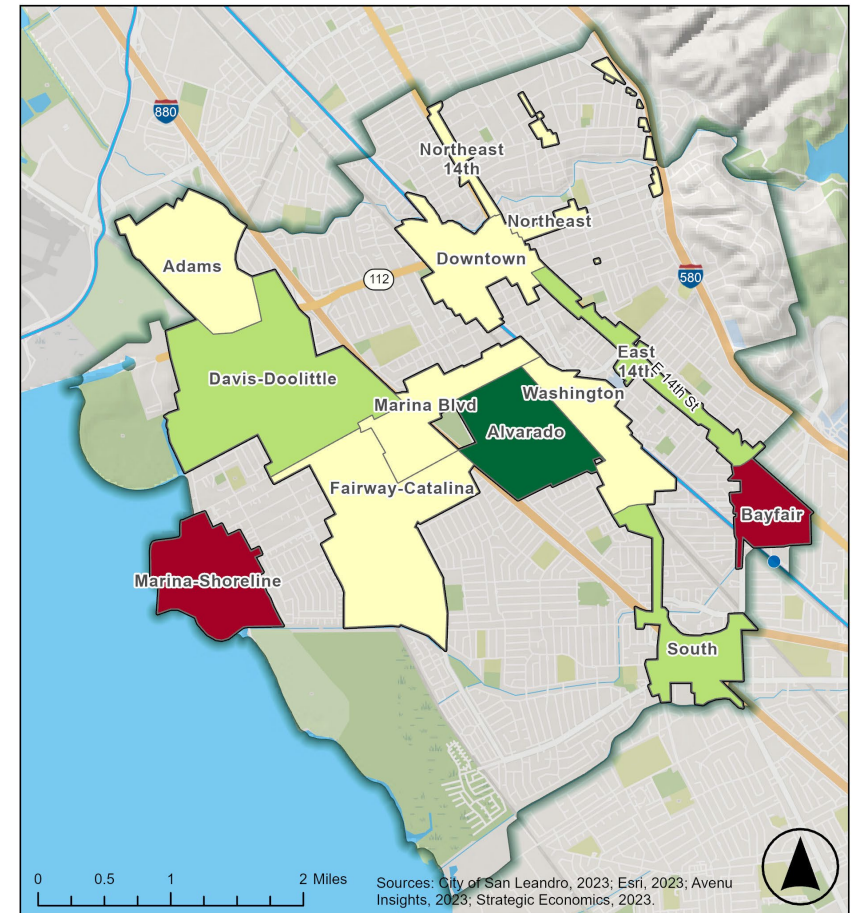 880
Northeast
14th
Northeast
Adams
Downtown
112
580
East
14th
E 14th St
Davis-Doolittle
Washington
Marina Blvd
Alvarado
Fairway-Catalina
Bayfair
Marina-Shoreline
South
0 0.5 1 2 Miles
Sources: City of San Leandro, 2023; Esri, 2023; Avenu
Insights, 2023; Strategic Economics, 2023.